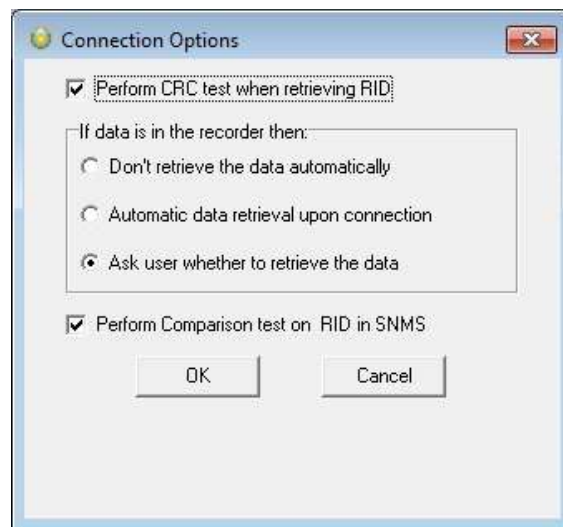 Connection Options
Perform CRC test when retrieving RID
If data is in the recorder then:
Don't retrieve the data automatically
Automatic data retrieval upon connection
Ask user whether to retrieve the data
Perform Comparison test on RID in SNMS
OK Cancel